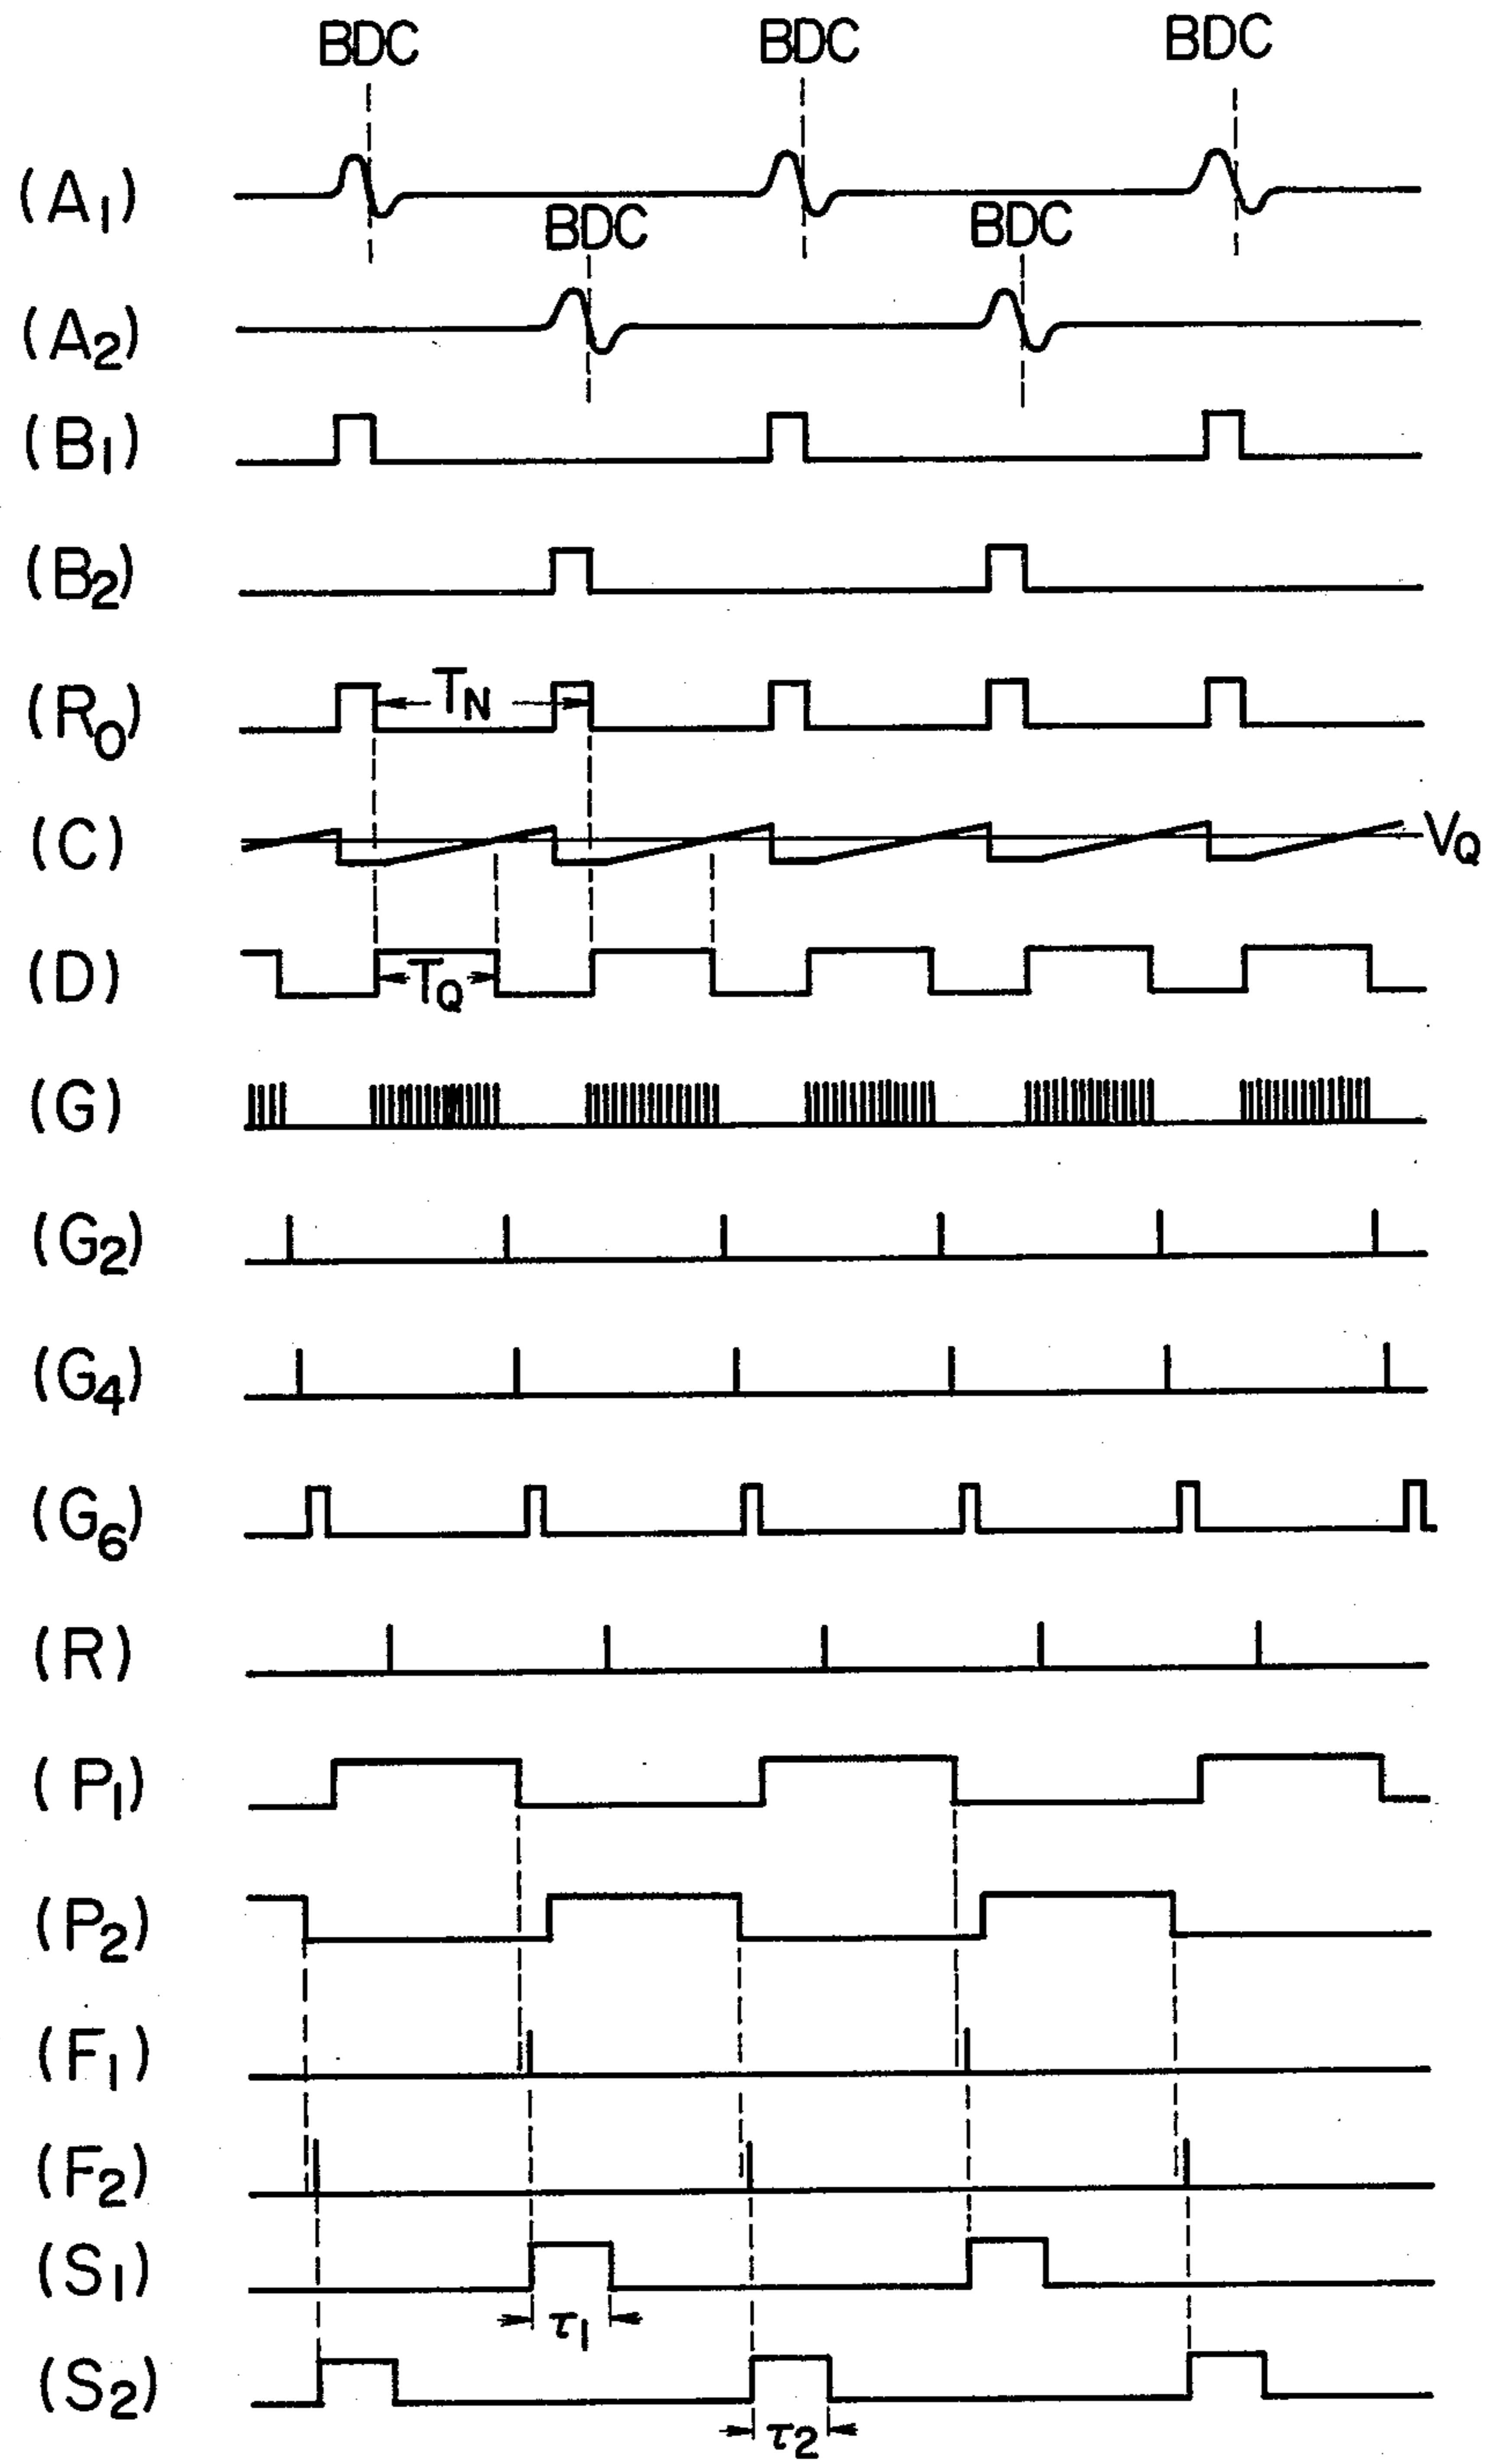 BDC BDC BDC
(A1)
BDC BDC
(A2)
(B1)
(B2)
(R0) TN
(C) VQ
(D) TQ
(G)
(G2)
(G4)
(G6)
(R)
(P1)
(P2)
(F1)
(F2)
(S1)
τ1
(S2)
τ2